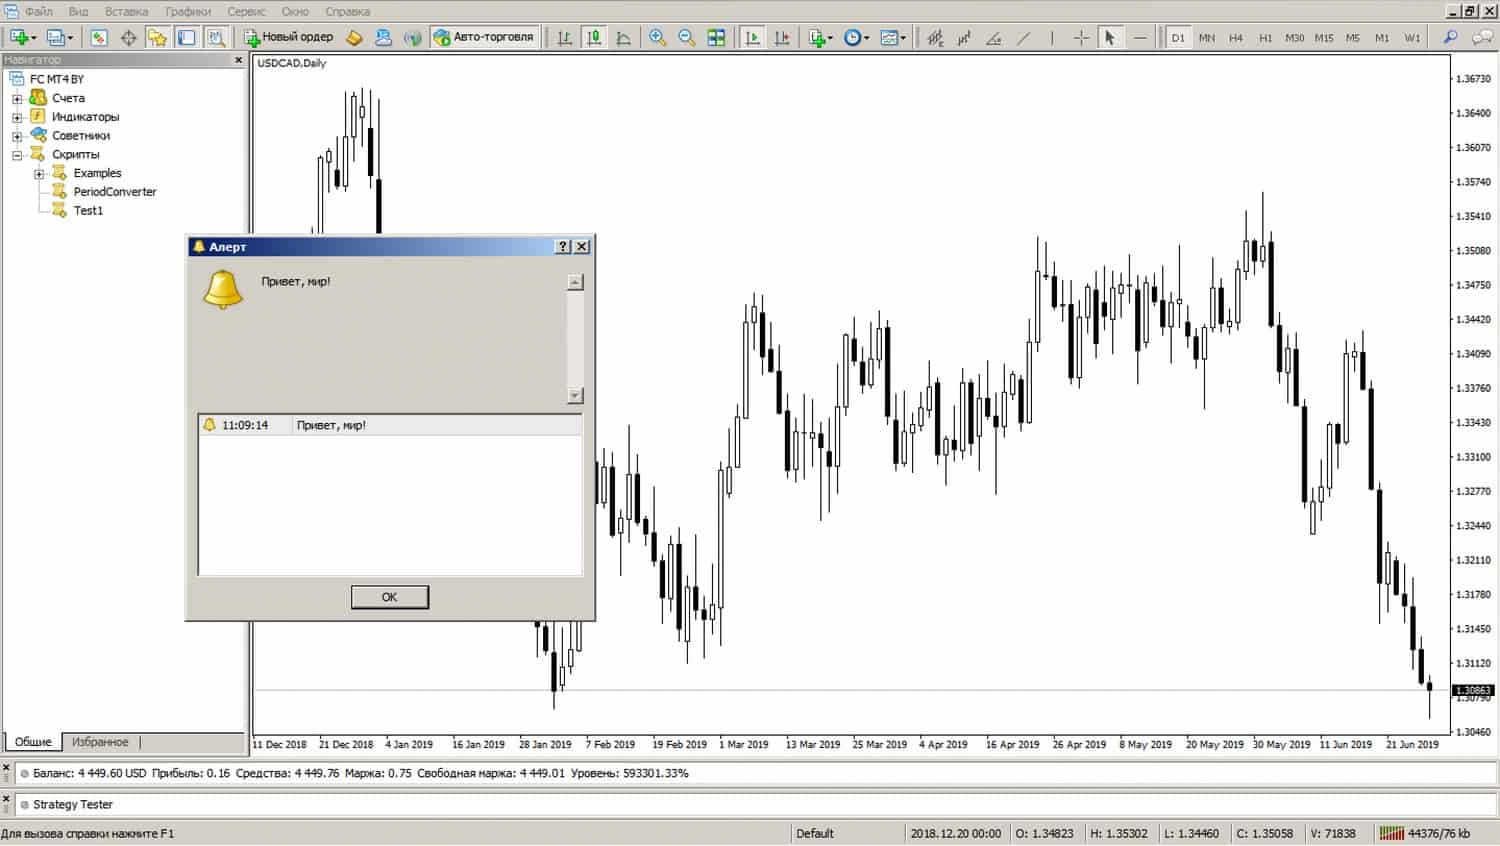 Файл Вид Вставка Графики Сервис Окно Справка
Новый ордер Авто-торговля D1 MN H4 H1 M30 M15 M5 M1 W1
Навигатор
FC MT4 BY
Счета
Индикаторы
Советники
Скрипты
Examples
PeriodConverter
Test1
Общие Избранное
USDCAD,Daily
1.36730
1.36400
1.36070
1.35740
1.35410
1.35080
1.34750
1.34420
1.34090
1.33760
1.33430
1.33100
1.32770
1.32440
1.32110
1.31780
1.31450
1.31120
1.30863
1.30790
1.30460
11 Dec 2018 21 Dec 2018 4 Jan 2019 16 Jan 2019 28 Jan 2019 7 Feb 2019 19 Feb 2019 1 Mar 2019 13 Mar 2019 25 Mar 2019 4 Apr 2019 16 Apr 2019 26 Apr 2019 8 May 2019 20 May 2019 30 May 2019 11 Jun 2019 21 Jun 2019
Алерт
Привет, мир!
11:09:14 Привет, мир!
OK
Баланс: 4 449.60 USD Прибыль: 0.16 Средства: 4 449.76 Маржа: 0.75 Свободная маржа: 4 449.01 Уровень: 593301.33%
Strategy Tester
Для вызова справки нажмите F1 Default 2018.12.20 00:00 O: 1.34823 H: 1.35302 L: 1.34460 C: 1.35058 V: 71838 44376/76 kb